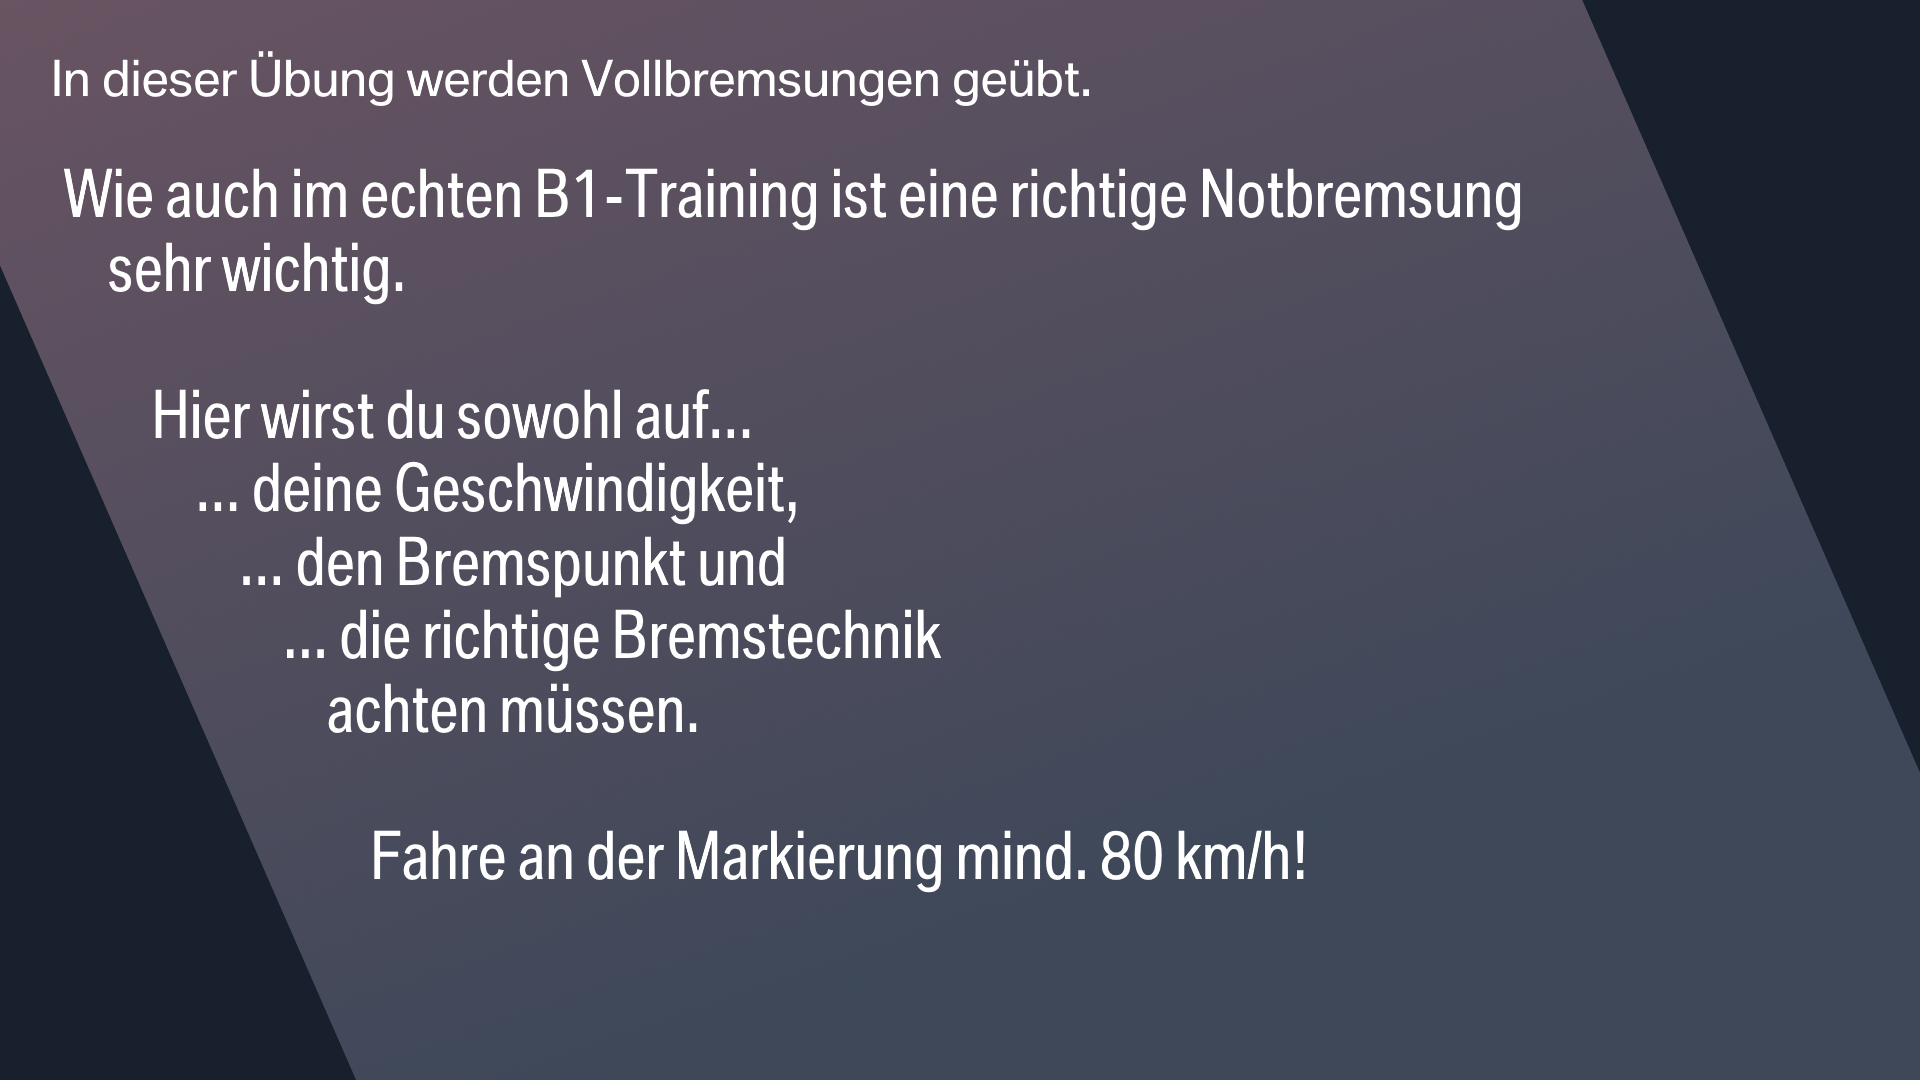 In dieser Übung werden Vollbremsungen geübt.
Wie auch im echten B1-Training ist eine richtige Notbremsung
sehr wichtig.
Hier wirst du sowohl auf...
... deine Geschwindigkeit,
... den Bremspunkt und
... die richtige Bremstechnik
achten müssen.
Fahre an der Markierung mind. 80 km/h!